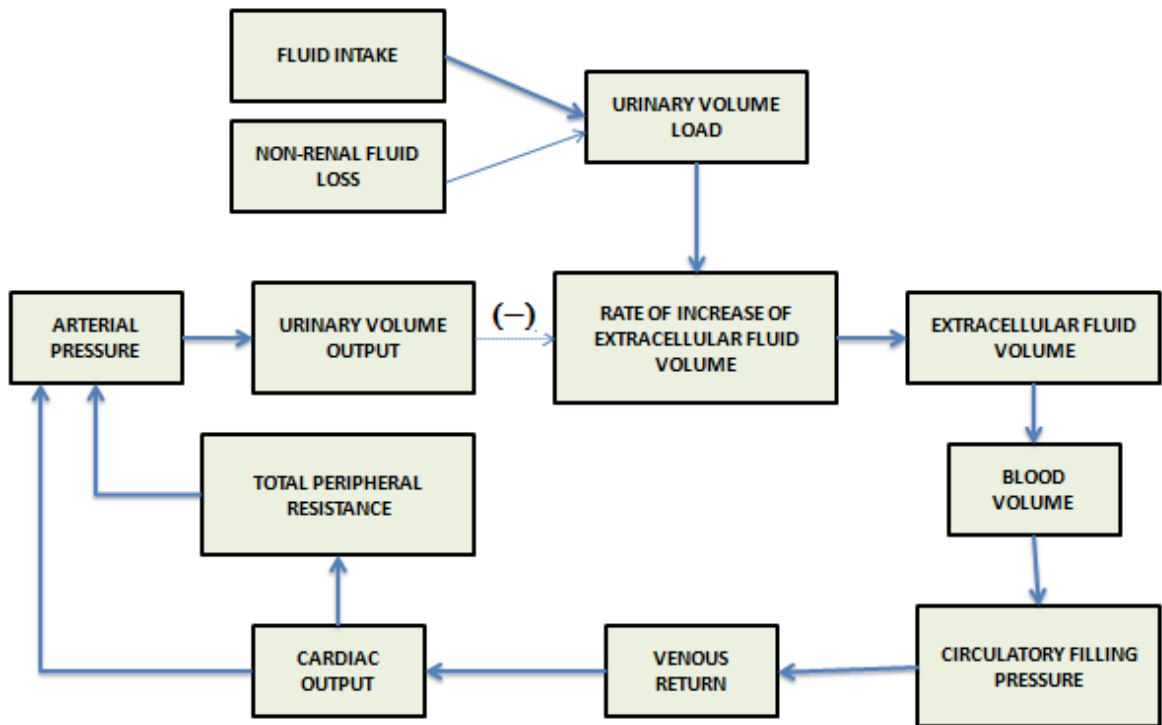 FLUID INTAKE
URINARY VOLUME
LOAD
NON-RENAL FLUID
LOSS
ARTERIAL
PRESSURE
URINARY VOLUME
OUTPUT
(−)
RATE OF INCREASE OF
EXTRACELLULAR FLUID
VOLUME
EXTRACELLULAR FLUID
VOLUME
TOTAL PERIPHERAL
RESISTANCE
BLOOD
VOLUME
CARDIAC
OUTPUT
VENOUS
RETURN
CIRCULATORY FILLING
PRESSURE